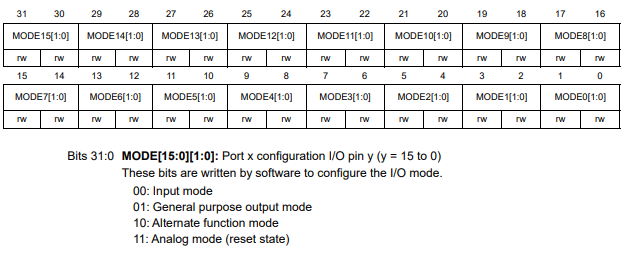 31 30 29 28 27 26 25 24 23 22 21 20 19 18 17 16
MODE15[1:0] MODE14[1:0] MODE13[1:0] MODE12[1:0] MODE11[1:0] MODE10[1:0] MODE9[1:0] MODE8[1:0]
rw rw rw rw rw rw rw rw rw rw rw rw rw rw rw rw
15 14 13 12 11 10 9 8 7 6 5 4 3 2 1 0
MODE7[1:0] MODE6[1:0] MODE5[1:0] MODE4[1:0] MODE3[1:0] MODE2[1:0] MODE1[1:0] MODE0[1:0]
rw rw rw rw rw rw rw rw rw rw rw rw rw rw rw rw
Bits 31:0 MODE[15:0][1:0]: Port x configuration I/O pin y (y = 15 to 0)
These bits are written by software to configure the I/O mode.
00: Input mode
01: General purpose output mode
10: Alternate function mode
11: Analog mode (reset state)